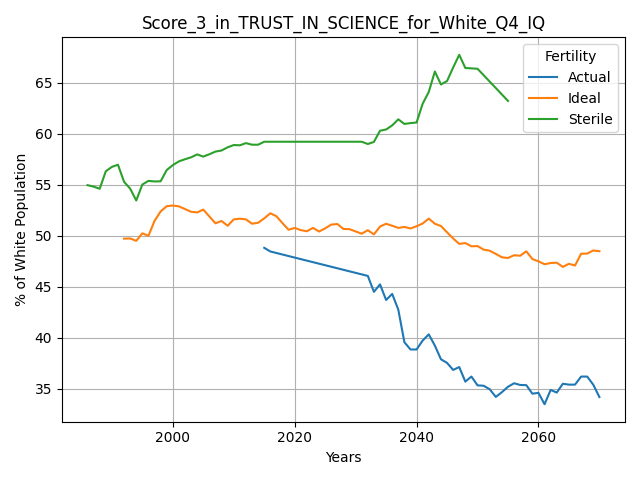 Score_3_in_TRUST_IN_SCIENCE_for_White_Q4_IQ
Fertility
Actual
Ideal
Sterile
% of White Population
65
60
55
50
45
40
35
2000
2020
2040
2060
Years